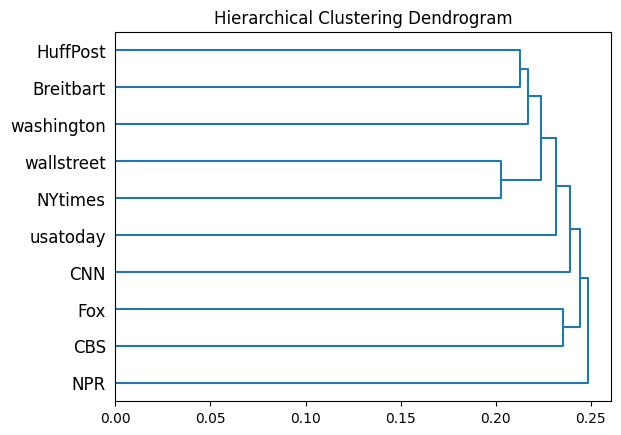 Hierarchical Clustering Dendrogram
HuffPost
Breitbart
washington
wallstreet
NYtimes
usatoday
CNN
Fox
CBS
NPR
0.00 0.05 0.10 0.15 0.20 0.25